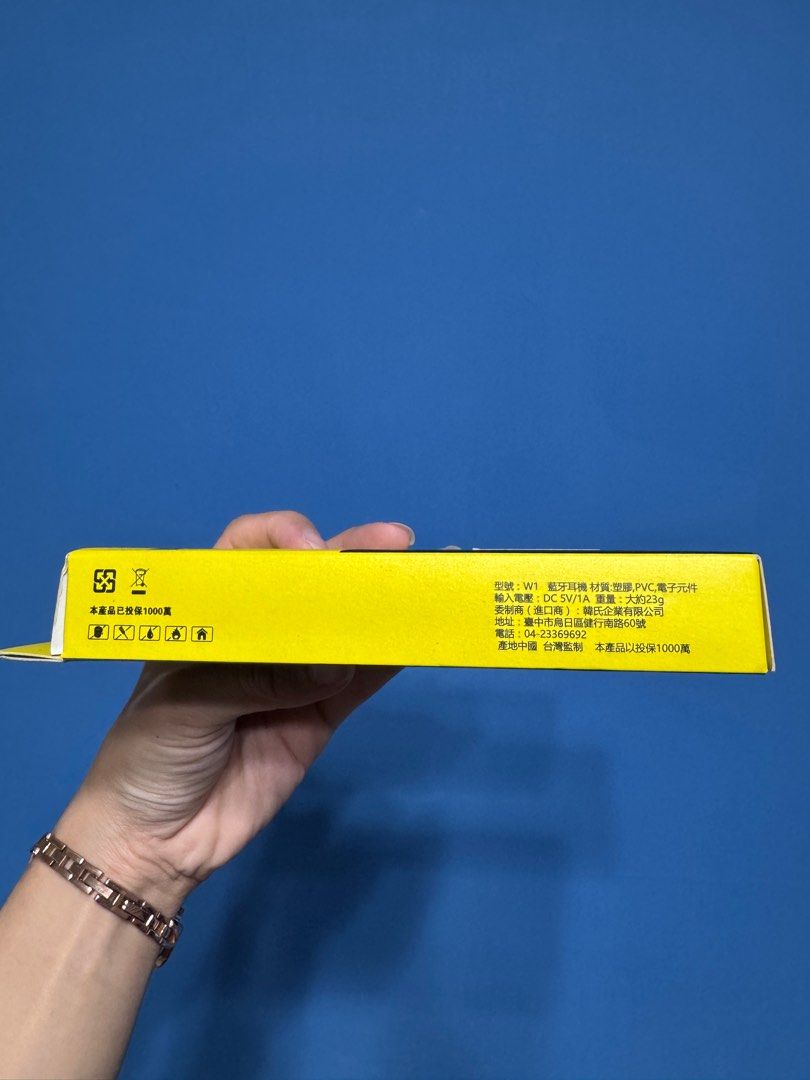 本產品已投保1000萬
型號：W1 藍牙耳機 材質:塑膠,PVC,電子元件
輸入電壓：DC 5V/1A 重量：大約23g
委制商（進口商）：韓氏企業有限公司
地址：臺中市烏日區健行南路60號
電話：04-23369692
產地中國 台灣監制 本產品以投保1000萬